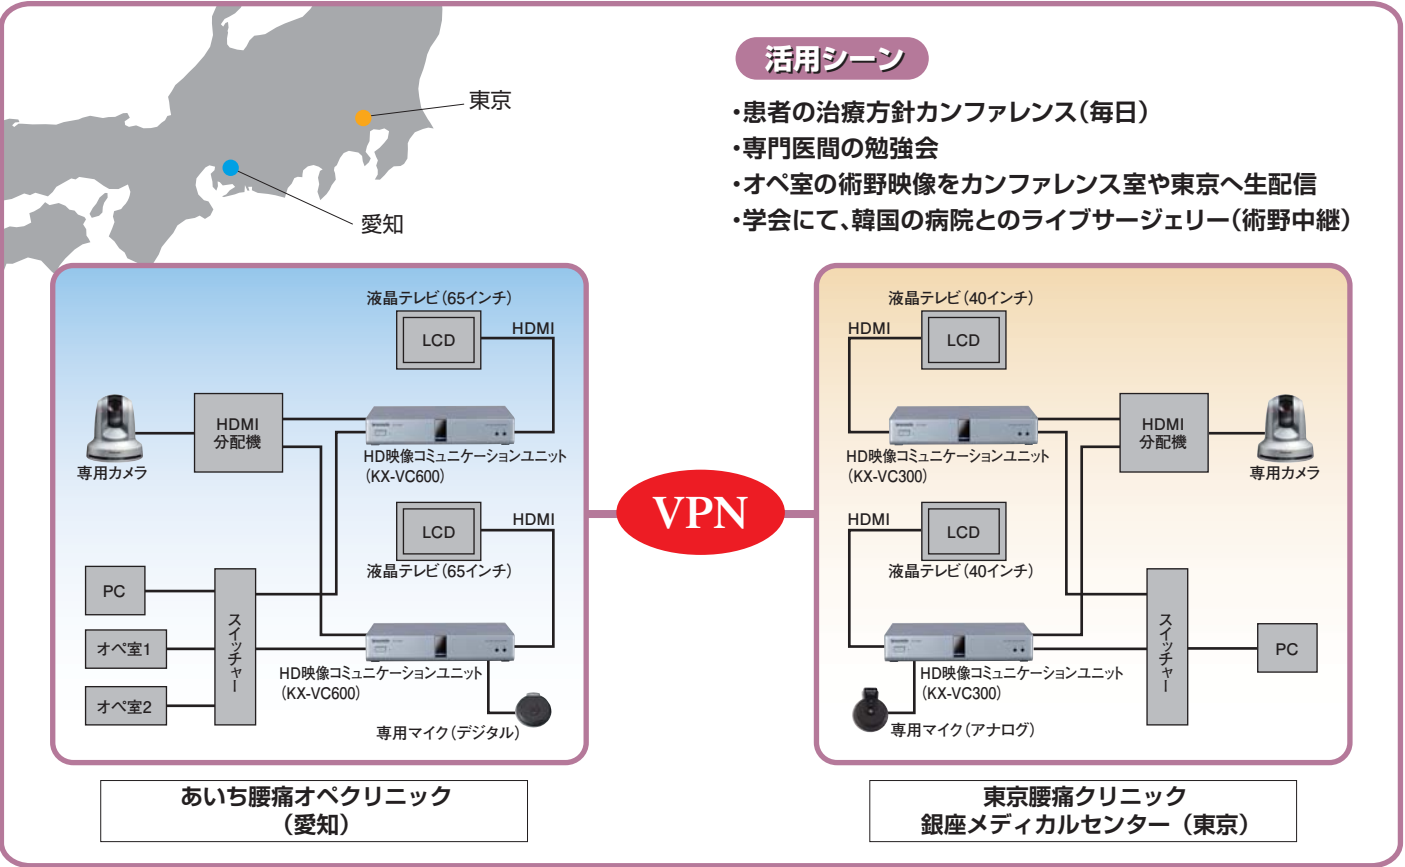 東京
愛知
活用シーン
・患者の治療方針カンファレンス(毎日)
・専門医間の勉強会
・オペ室の術野映像をカンファレンス室や東京へ生配信
・学会にて、韓国の病院とのライブサージェリー(術野中継)
液晶テレビ(65インチ)
LCD
HDMI
HDMI
分配機
専用カメラ
HD映像コミュニケーションユニット
(KX-VC600)
LCD
HDMI
液晶テレビ(65インチ)
PC
オペ室1
オペ室2
スイッチャー
HD映像コミュニケーションユニット
(KX-VC600)
専用マイク(デジタル)
あいち腰痛オペクリニック
(愛知)
VPN
液晶テレビ(40インチ)
HDMI
LCD
HDMI
分配機
専用カメラ
HD映像コミュニケーションユニット
(KX-VC300)
HDMI
LCD
液晶テレビ(40インチ)
スイッチャー
PC
HD映像コミュニケーションユニット
(KX-VC300)
専用マイク(アナログ)
東京腰痛クリニック
銀座メディカルセンター(東京)